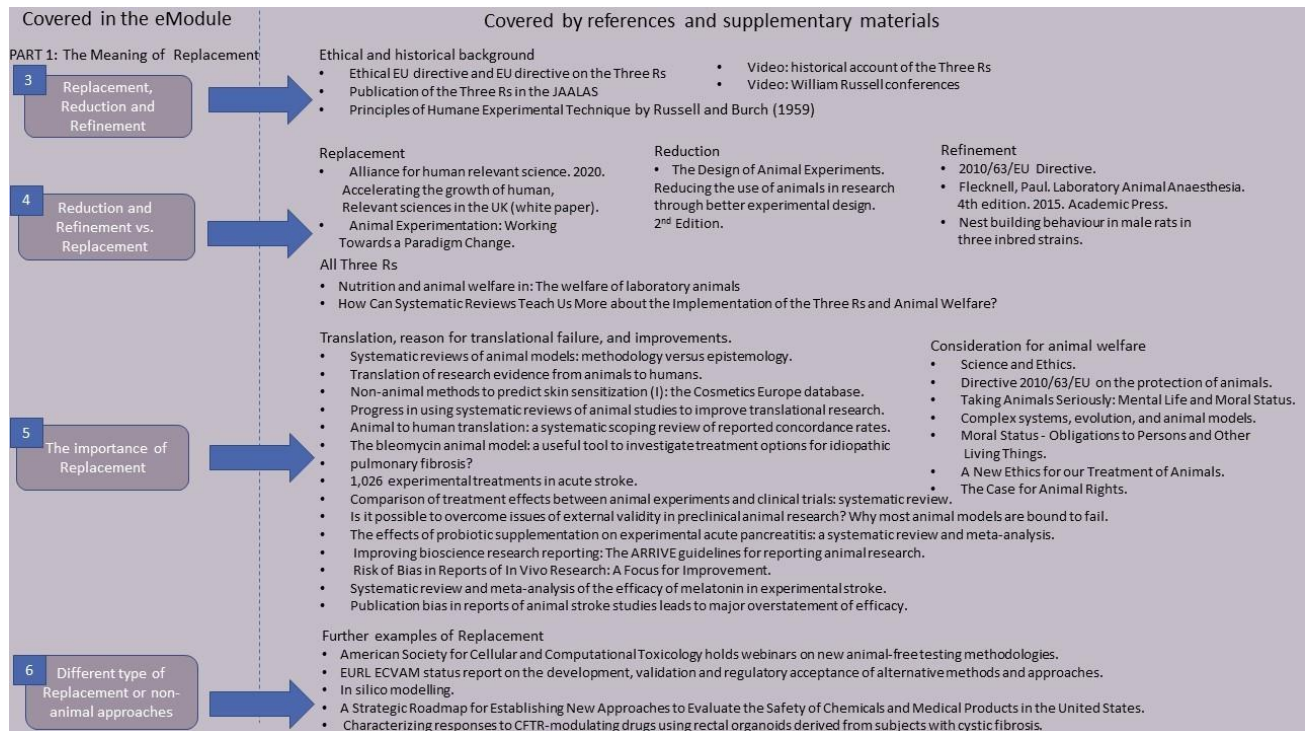 Covered in the eModule
Covered by references and supplementary materials
PART 1: The Meaning of Replacement
3
Replacement,
Reduction and
Refinement
Ethical and historical background
• Ethical EU directive and EU directive on the Three Rs
• Publication of the Three Rs in the JAALAS
• Principles of Humane Experimental Technique by Russell and Burch (1959)
• Video: historical account of the Three Rs
• Video: William Russell conferences
4
Reduction and
Refinement vs.
Replacement
Replacement
• Alliance for human relevant science. 2020.
Accelerating the growth of human,
Relevant sciences in the UK (white paper).
• Animal Experimentation: Working
Towards a Paradigm Change.
Reduction
• The Design of Animal Experiments.
Reducing the use of animals in research
through better experimental design.
2nd Edition.
Refinement
• 2010/63/EU Directive.
• Flecknell, Paul. Laboratory Animal Anaesthesia.
4th edition. 2015. Academic Press.
• Nest building behaviour in male rats in
three inbred strains.
All Three Rs
• Nutrition and animal welfare in: The welfare of laboratory animals
• How Can Systematic Reviews Teach Us More about the Implementation of the Three Rs and Animal Welfare?
5
The importance of
Replacement
Translation, reason for translational failure, and improvements.
• Systematic reviews of animal models: methodology versus epistemology.
• Translation of research evidence from animals to humans.
• Non-animal methods to predict skin sensitization (I): the Cosmetics Europe database.
• Progress in using systematic reviews of animal studies to improve translational research.
• Animal to human translation: a systematic scoping review of reported concordance rates.
• The bleomycin animal model: a useful tool to investigate treatment options for idiopathic
• pulmonary fibrosis?
• 1,026 experimental treatments in acute stroke.
• Comparison of treatment effects between animal experiments and clinical trials: systematic review.
• Is it possible to overcome issues of external validity in preclinical animal research? Why most animal models are bound to fail.
• The effects of probiotic supplementation on experimental acute pancreatitis: a systematic review and meta-analysis.
• Improving bioscience research reporting: The ARRIVE guidelines for reporting animal research.
• Risk of Bias in Reports of In Vivo Research: A Focus for Improvement.
• Systematic review and meta-analysis of the efficacy of melatonin in experimental stroke.
• Publication bias in reports of animal stroke studies leads to major overstatement of efficacy.
Consideration for animal welfare
• Science and Ethics.
• Directive 2010/63/EU on the protection of animals.
• Taking Animals Seriously: Mental Life and Moral Status.
• Complex systems, evolution, and animal models.
• Moral Status - Obligations to Persons and Other
Living Things.
• A New Ethics for our Treatment of Animals.
• The Case for Animal Rights.
6
Different type of
Replacement or non-
animal approaches
Further examples of Replacement
• American Society for Cellular and Computational Toxicology holds webinars on new animal-free testing methodologies.
• EURL ECVAM status report on the development, validation and regulatory acceptance of alternative methods and approaches.
• In silico modelling.
• A Strategic Roadmap for Establishing New Approaches to Evaluate the Safety of Chemicals and Medical Products in the United States.
• Characterizing responses to CFTR-modulating drugs using rectal organoids derived from subjects with cystic fibrosis.